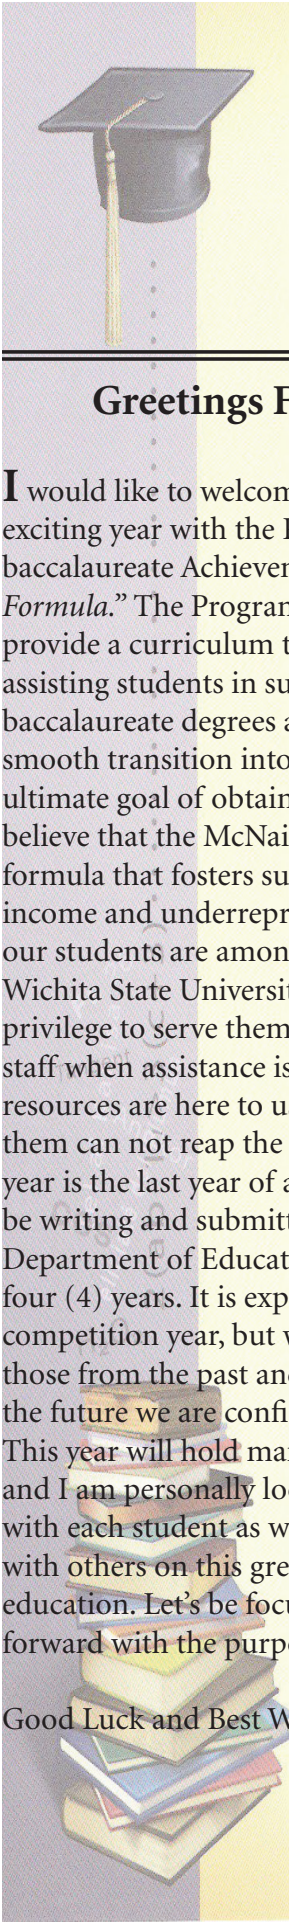 Greetings F
I would like to welcom
exciting year with the
baccalaureate Achievem
Formula.” The Program
provide a curriculum t
assisting students in su
baccalaureate degrees a
smooth transition into
ultimate goal of obtain
believe that the McNai
formula that fosters su
income and underrepr
our students are amon
Wichita State Universit
privilege to serve them
staff when assistance is
resources are here to us
them can not reap the
year is the last year of a
be writing and submitt
Department of Educat
four (4) years. It is exp
competition year, but w
those from the past and
the future we are confi
This year will hold man
and I am personally loo
with each student as w
with others on this gre
education. Let’s be focu
forward with the purpo
Good Luck and Best W